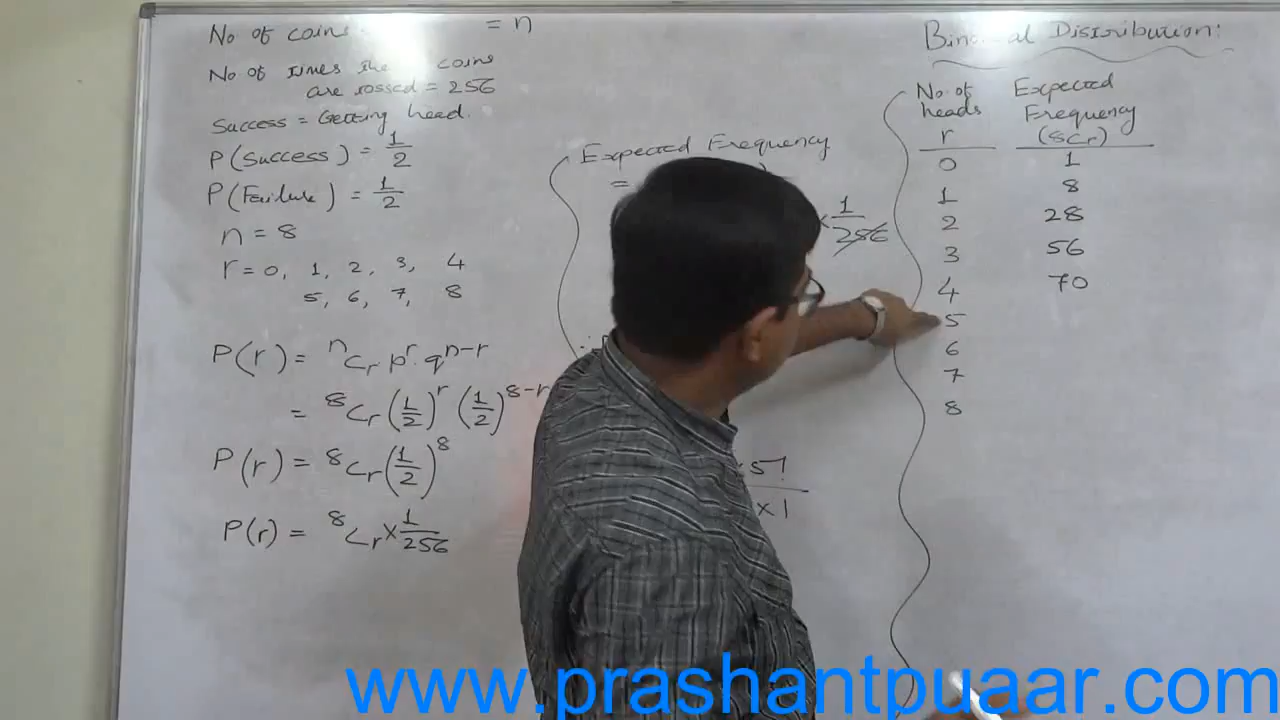 No of coins = n
No of times the coins
are tossed = 256
Success = Getting head.
P(Success) = 1/2
P(Failure) = 1/2
n = 8
r = 0, 1, 2, 3, 4
5, 6, 7, 8
P(r) = ⁿCᵣ pʳ. qⁿ⁻ʳ
= ⁸Cᵣ (1/2)ʳ (1/2)⁸⁻ʳ
P(r) = ⁸Cᵣ (1/2)⁸
P(r) = ⁸Cᵣ × 1/256
Expected Frequency
=
× 1/256
5!
× 1
Distribution:
No. of heads r
Expected Frequency (8Cr)
0 1
1 8
2 28
3 56
4 70
5
6
7
8
www.prashantpuaar.com